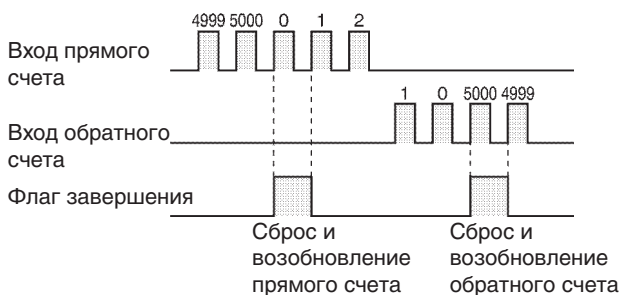 4999 5000 0 1 2
Вход прямого
счета
1 0 5000 4999
Вход обратного
счета
Флаг завершения
Сброс и
возобновление
прямого счета
Сброс и
возобновление
обратного счета